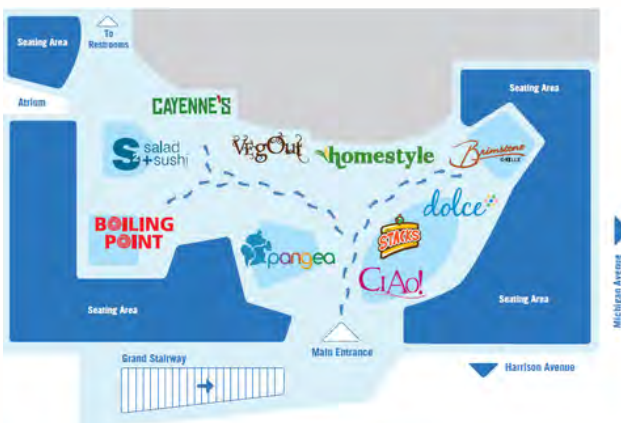 To
Restrooms
Seating Area
Seating Area
Atrium
CAYENNE'S
S2 salad
+sushi
VegOut
homestyle
Brimstone
GRILLE
dolce
BOILING
POINT
STACKS
pangea
CIAO!
Seating Area
Seating Area
Michigan Avenue
Main Entrance
Grand Stairway
Harrison Avenue